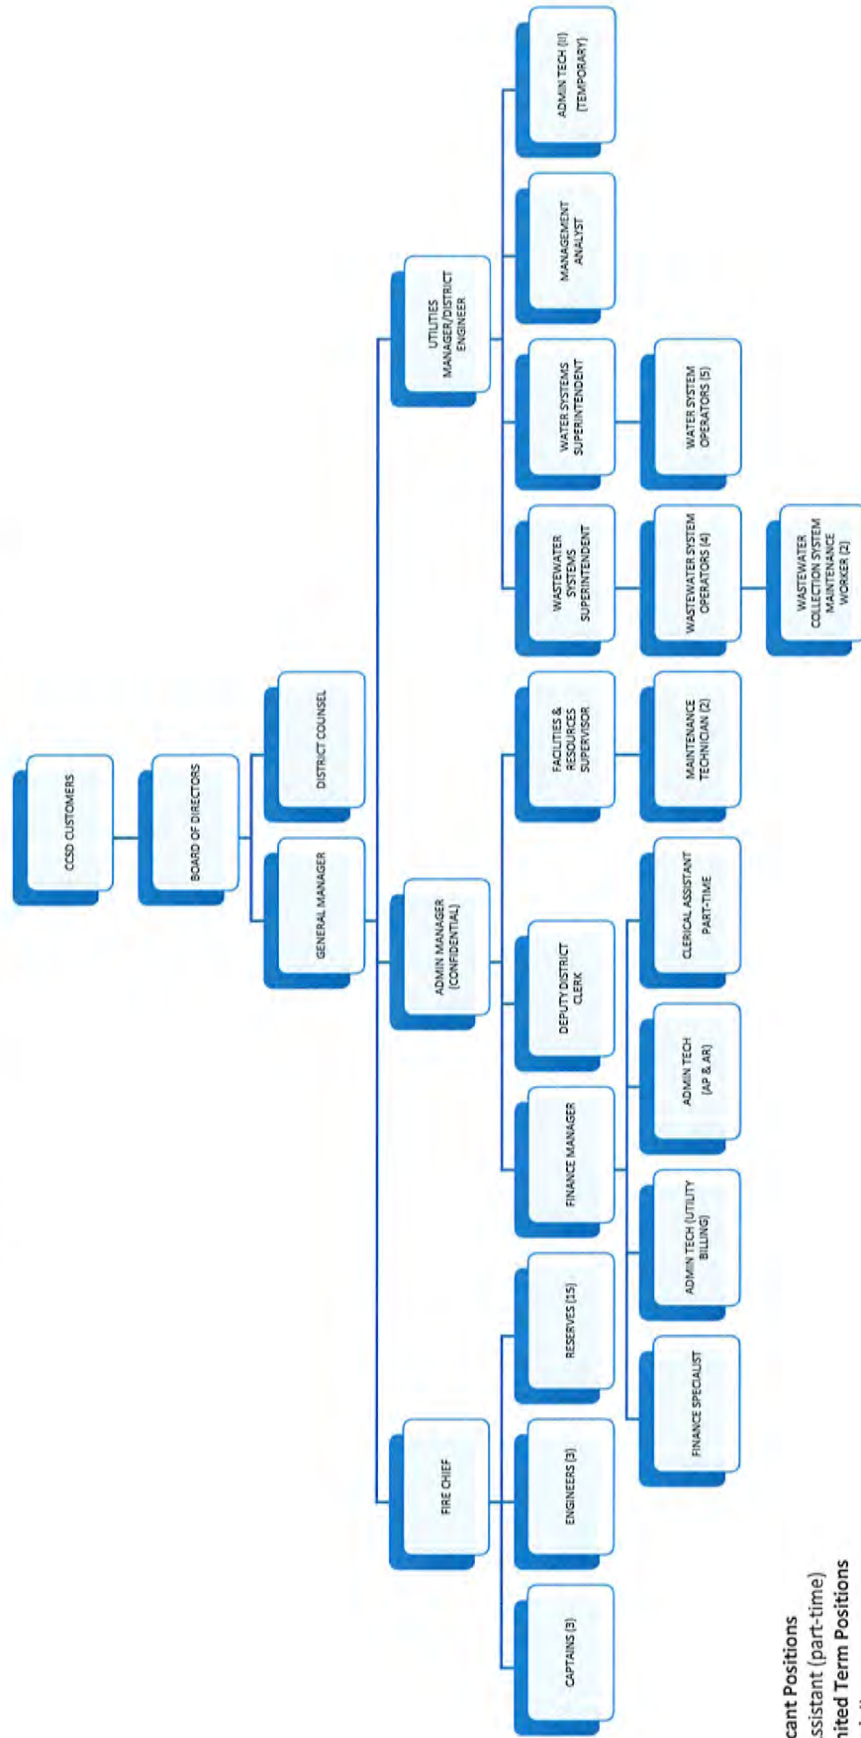 CCSD CUSTOMERS
BOARD OF DIRECTORS
GENERAL MANAGER
DISTRICT COUNSEL
FIRE CHIEF
ADMIN MANAGER
(CONFIDENTIAL)
UTILITIES
MANAGER/DISTRICT
ENGINEER
CAPTAINS (3)
ENGINEERS (3)
RESERVES (15)
FINANCE MANAGER
DEPUTY DISTRICT
CLERK
FACILITIES &
RESOURCES
SUPERVISOR
WASTEWATER
SYSTEMS
SUPERINTENDENT
WATER SYSTEMS
SUPERINTENDENT
MANAGEMENT
ANALYST
ADMIN TECH (II)
(TEMPORARY)
FINANCE SPECIALIST
ADMIN TECH (UTILITY
BILLING)
ADMIN TECH
(AP & AR)
CLERICAL ASSISTANT
PART-TIME
MAINTENANCE
TECHNICIAN (2)
WASTEWATER SYSTEM
OPERATORS (4)
WATER SYSTEM
OPERATORS (5)
WASTEWATER
COLLECTION SYSTEM
MAINTENANCE
WORKER (2)
cant Positions
ssistant (part-time)
nited Term Positions